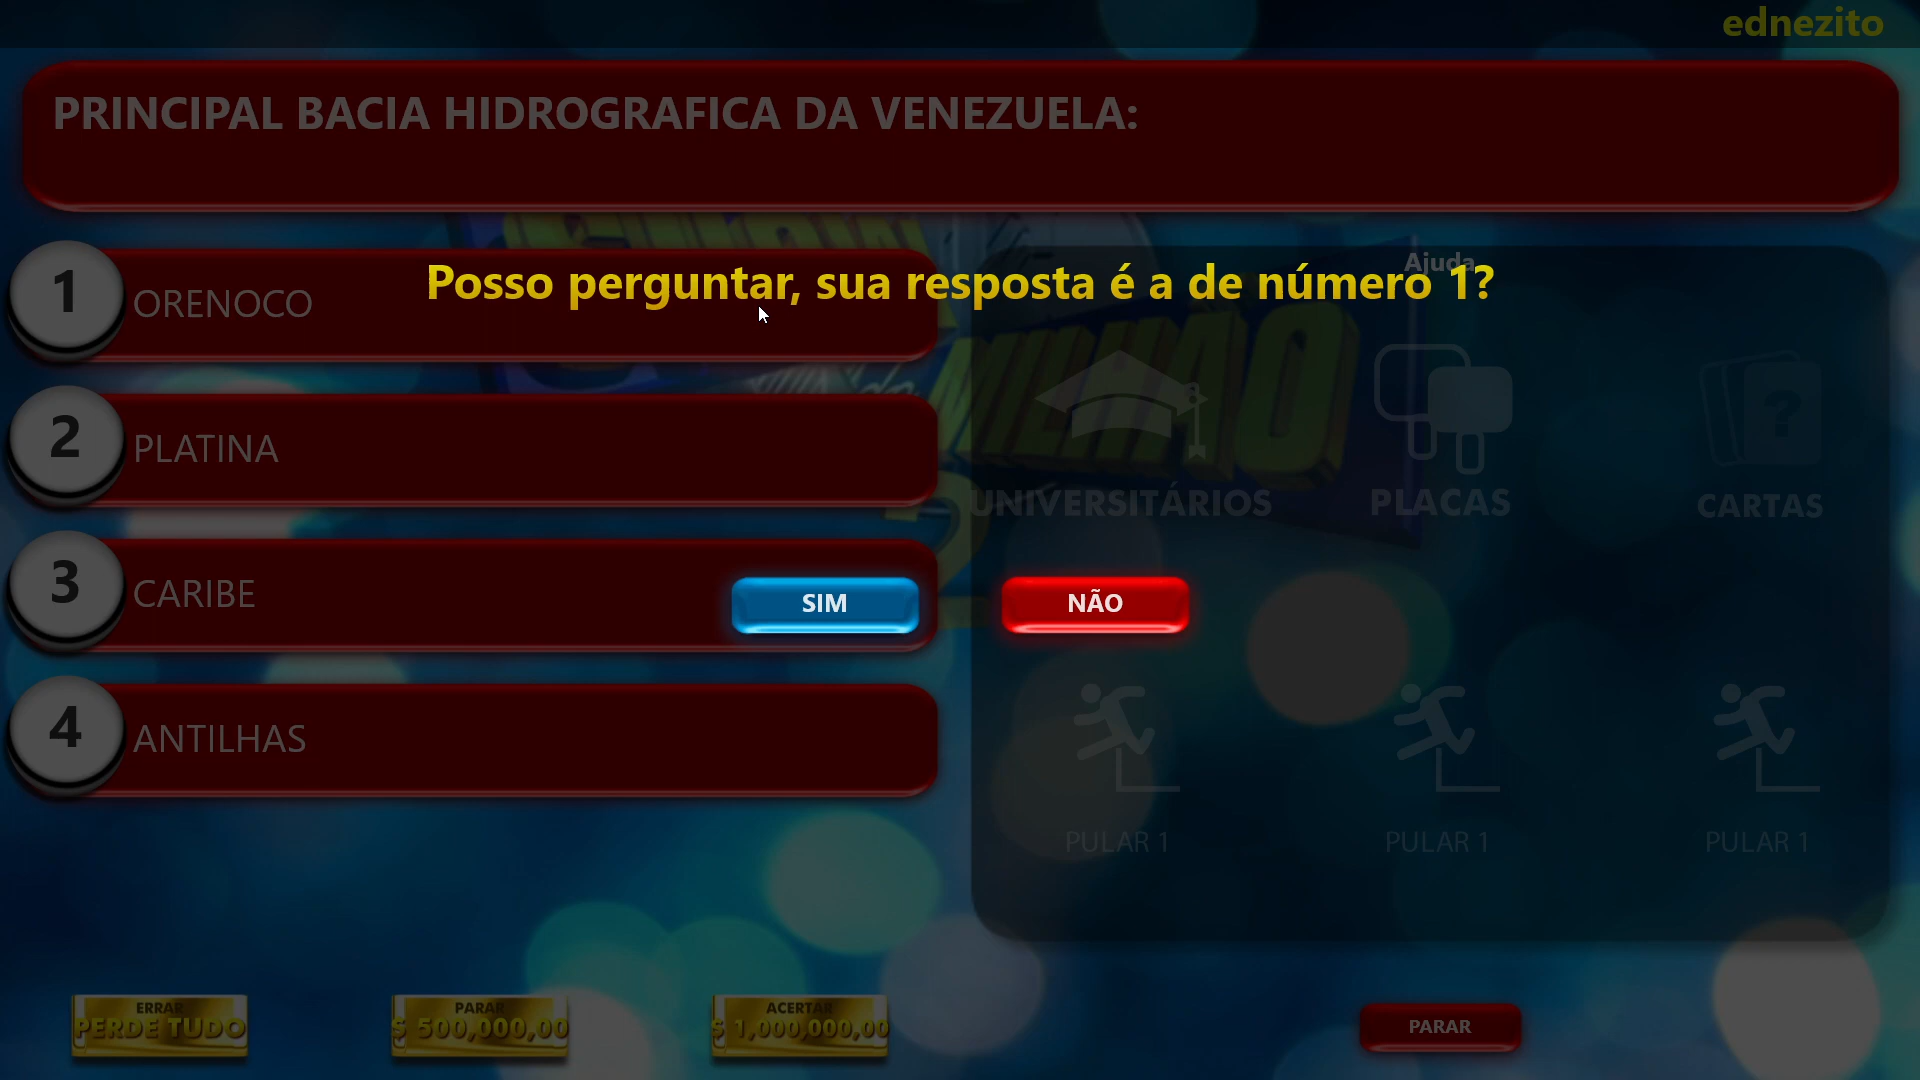 ednezito
PRINCIPAL BACIA HIDROGRAFICA DA VENEZUELA:
Posso perguntar, sua resposta é a de número 1?
1 ORENOCO
2 PLATINA
3 CARIBE
4 ANTILHAS
SIM
NÃO
Ajuda
UNIVERSITÁRIOS
PLACAS
?
CARTAS
PULAR 1
PULAR 1
PULAR 1
MILHAO
ERRAR
PERDE TUDO
PARAR
$ 500,000,00
ACERTAR
$ 1,000,000,00
PARAR